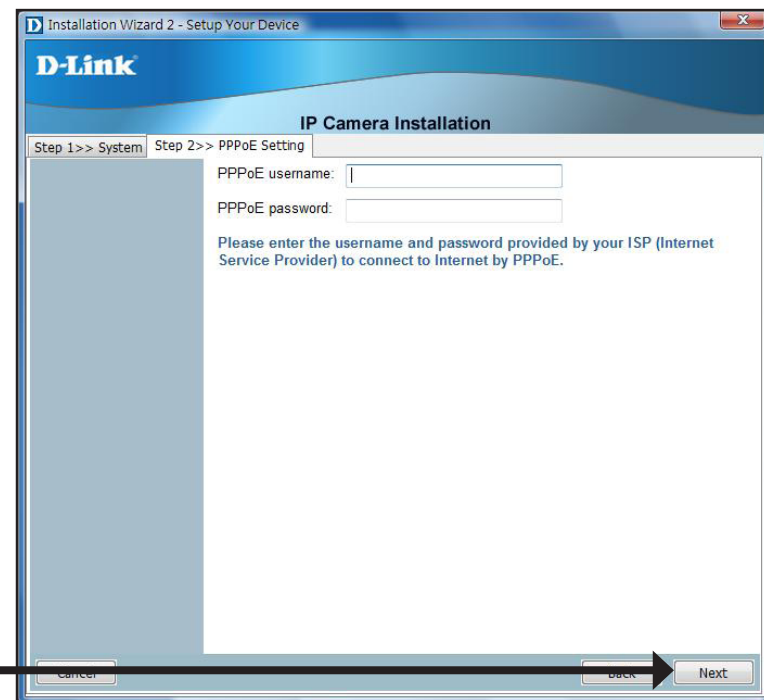 Installation Wizard 2 - Setup Your Device
D-Link
IP Camera Installation
Step 1>> System Step 2>> PPPoE Setting
PPPoE username:
PPPoE password:
Please enter the username and password provided by your ISP (Internet
Service Provider) to connect to Internet by PPPoE.
Cancel Back Next